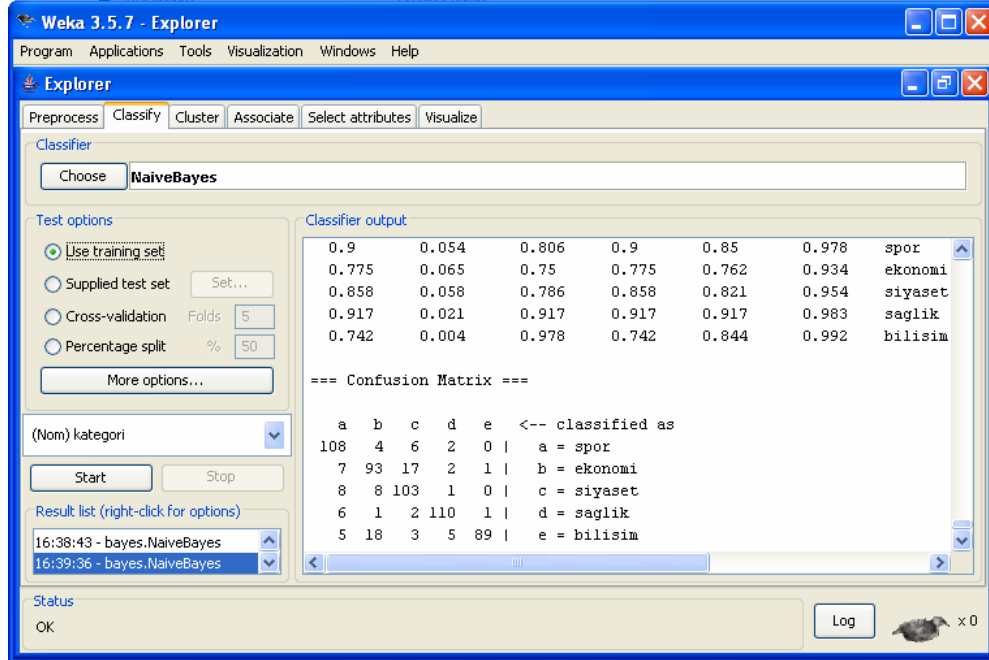 Weka 3.5.7 - Explorer
Program Applications Tools Visualization Windows Help
Explorer
Preprocess Classify Cluster Associate Select attributes Visualize
Classifier
Choose NaiveBayes
Test options
Use training set
Supplied test set Set...
Cross-validation Folds 5
Percentage split % 50
More options...
(Nom) kategori
Start Stop
Result list (right-click for options)
16:38:43 - bayes.NaiveBayes
16:39:36 - bayes.NaiveBayes
Classifier output
0.9 0.054 0.806 0.9 0.85 0.978 spor
0.775 0.065 0.75 0.775 0.762 0.934 ekonomi
0.858 0.058 0.786 0.858 0.821 0.954 siyaset
0.917 0.021 0.917 0.917 0.917 0.983 saglik
0.742 0.004 0.978 0.742 0.844 0.992 bilisim
=== Confusion Matrix ===
a b c d e <-- classified as
108 4 6 2 0 | a = spor
7 93 17 2 1 | b = ekonomi
8 8 103 1 0 | c = siyaset
6 1 2 110 1 | d = saglik
5 18 3 5 89 | e = bilisim
Status
OK
Log
x 0